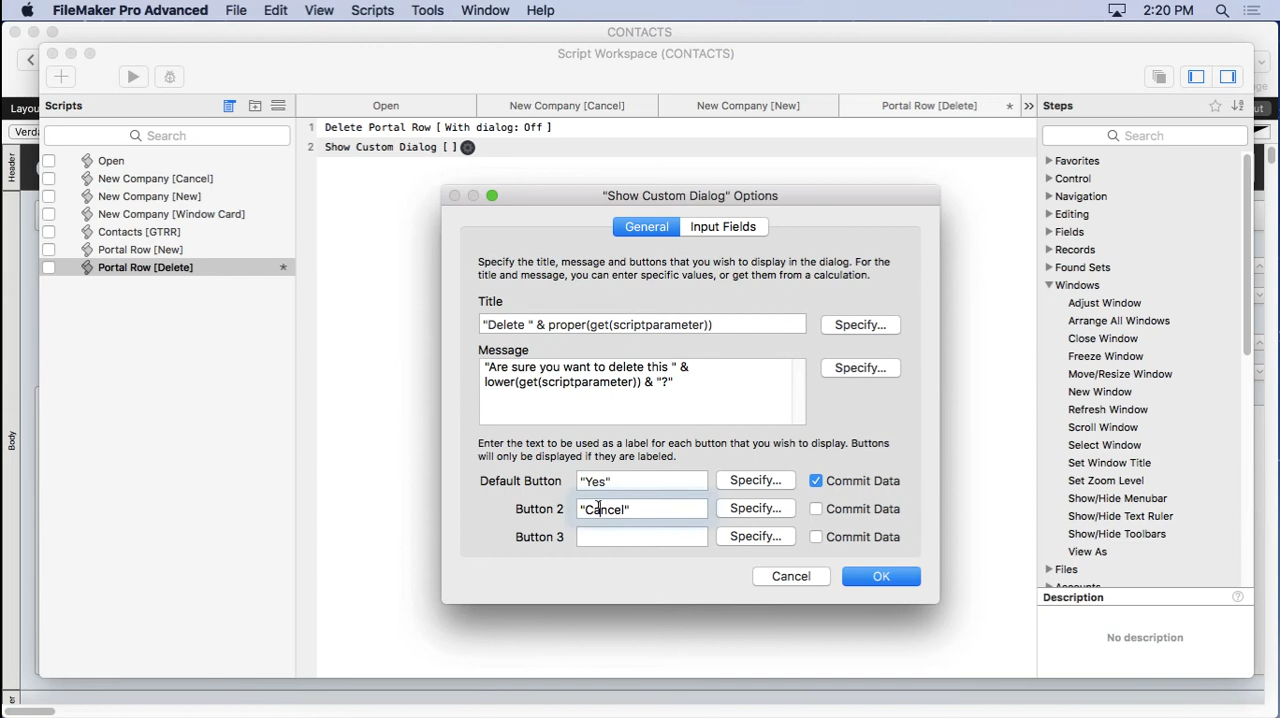 FileMaker Pro Advanced File Edit View Scripts Tools Window Help 2:20 PM
CONTACTS
Script Workspace (CONTACTS)
Layou
Verda
Header
Body
Scripts
Search
Open
New Company [Cancel]
New Company [New]
New Company [Window Card]
Contacts [GTRR]
Portal Row [New]
Portal Row [Delete] *
Open New Company [Cancel] New Company [New] Portal Row [Delete] * »
1 Delete Portal Row [ With dialog: Off ]
2 Show Custom Dialog [ ]
"Show Custom Dialog" Options
General Input Fields
Specify the title, message and buttons that you wish to display in the dialog. For the
title and message, you can enter specific values, or get them from a calculation.
Title
"Delete " & proper(get(scriptparameter)) Specify...
Message
"Are sure you want to delete this " & Specify...
lower(get(scriptparameter)) & "?"
Enter the text to be used as a label for each button that you wish to display. Buttons
will only be displayed if they are labeled.
Default Button "Yes" Specify... Commit Data
Button 2 "Cancel" Specify... Commit Data
Button 3 Specify... Commit Data
Cancel OK
Steps
Search
Favorites
Control
Navigation
Editing
Fields
Records
Found Sets
Windows
Adjust Window
Arrange All Windows
Close Window
Freeze Window
Move/Resize Window
New Window
Refresh Window
Scroll Window
Select Window
Set Window Title
Set Zoom Level
Show/Hide Menubar
Show/Hide Text Ruler
Show/Hide Toolbars
View As
Files
Accounts
Description
No description